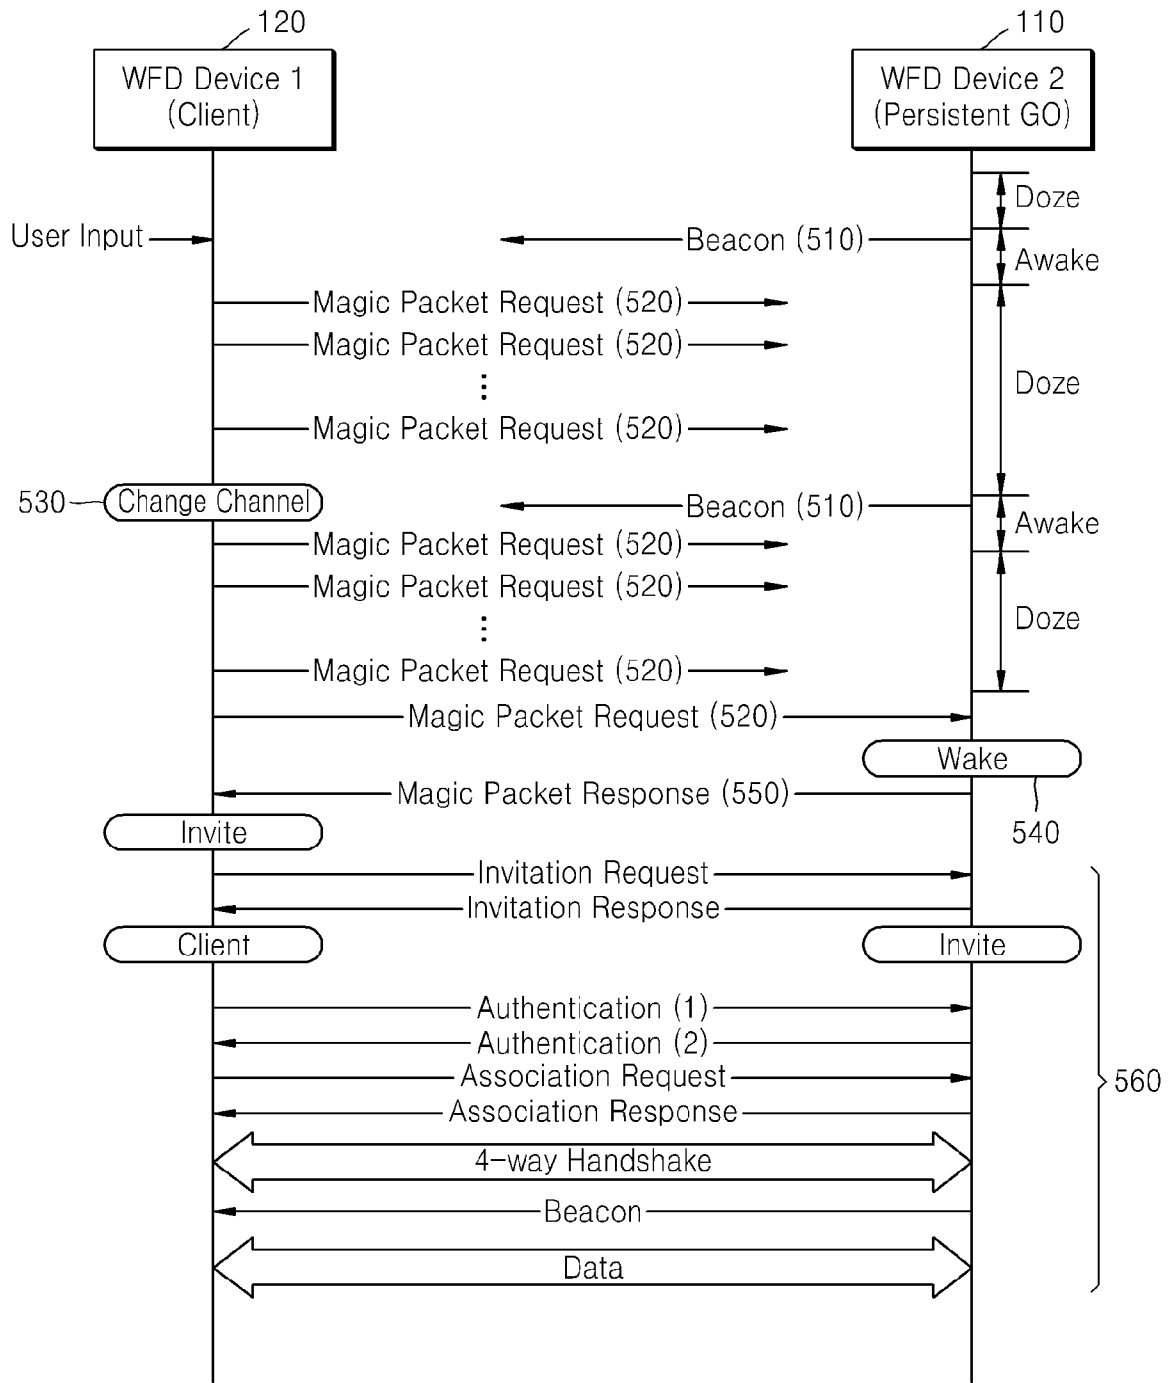 120
110
WFD Device 1
(Client)
WFD Device 2
(Persistent GO)
Doze
User Input
Beacon (510)
Awake
Magic Packet Request (520)
Magic Packet Request (520)
⋮
Doze
Magic Packet Request (520)
530
Change Channel
Beacon (510)
Awake
Magic Packet Request (520)
Magic Packet Request (520)
⋮
Doze
Magic Packet Request (520)
Magic Packet Request (520)
Wake
Magic Packet Response (550)
540
Invite
Invitation Request
Invitation Response
Client
Invite
Authentication (1)
Authentication (2)
Association Request
560
Association Response
4-way Handshake
Beacon
Data